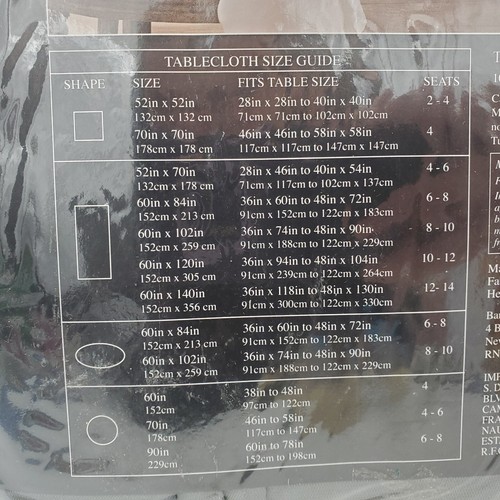 TABLECLOTH SIZE GUIDE
SHAPE SIZE FITS TABLE SIZE SEATS
52in x 52in 28in x 28in to 40in x 40in 2 - 4
132cm x 132 cm 71cm x 71cm to 102cm x 102cm
70in x 70in 46in x 46in to 58in x 58in 4
178cm x 178 cm 117cm x 117cm to 147cm x 147cm
52in x 70in 28in x 46in to 40in x 54in 4 - 6
132cm x 178 cm 71cm x 117cm to 102cm x 137cm
60in x 84in 36in x 60in to 48in x 72in 6 - 8
152cm x 213 cm 91cm x 152cm to 122cm x 183cm
60in x 102in 36in x 74in to 48in x 90in 8 - 10
152cm x 259 cm 91cm x 188cm to 122cm x 229cm
60in x 120in 36in x 94in to 48in x 104in 10 - 12
152cm x 305 cm 91cm x 239cm to 122cm x 264cm
60in x 140in 36in x 118in to 48in x 130in 12- 14
152cm x 356 cm 91cm x 300cm to 122cm x 330cm
60in x 84in 36in x 60in to 48in x 72in 6 - 8
152cm x 213 cm 91cm x 152cm to 122cm x 183cm
60in x 102in 36in x 74in to 48in x 90in 8 - 10
152cm x 259 cm 91cm x 188cm to 122cm x 229cm
60in 38in to 48in 4
152cm 97cm to 122cm
70in 46in to 58in 4 - 6
178cm 117cm to 147cm
90in 60in to 78in 6 - 8
229cm 152cm to 198cm